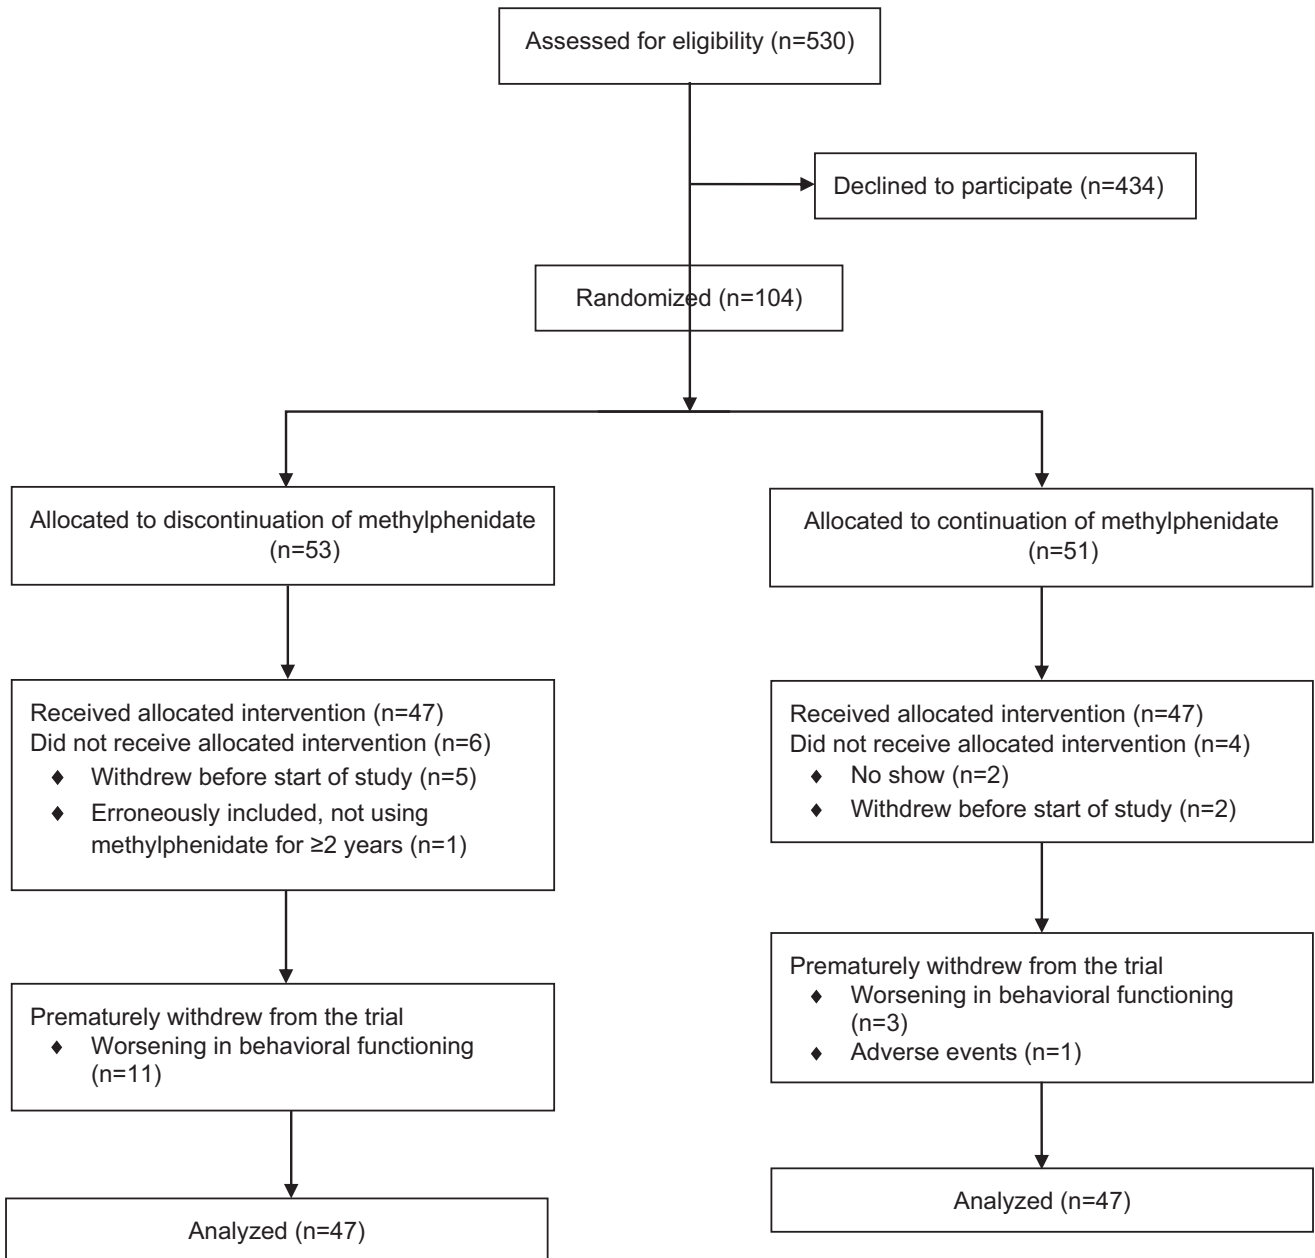 Assessed for eligibility (n=530)
Declined to participate (n=434)
Randomized (n=104)
Allocated to discontinuation of methylphenidate
(n=53)
Received allocated intervention (n=47)
Did not receive allocated intervention (n=6)
♦ Withdrew before start of study (n=5)
♦ Erroneously included, not using
methylphenidate for ≥2 years (n=1)
Prematurely withdrew from the trial
♦ Worsening in behavioral functioning
(n=11)
Analyzed (n=47)
Allocated to continuation of methylphenidate
(n=51)
Received allocated intervention (n=47)
Did not receive allocated intervention (n=4)
♦ No show (n=2)
♦ Withdrew before start of study (n=2)
Prematurely withdrew from the trial
♦ Worsening in behavioral functioning
(n=3)
♦ Adverse events (n=1)
Analyzed (n=47)